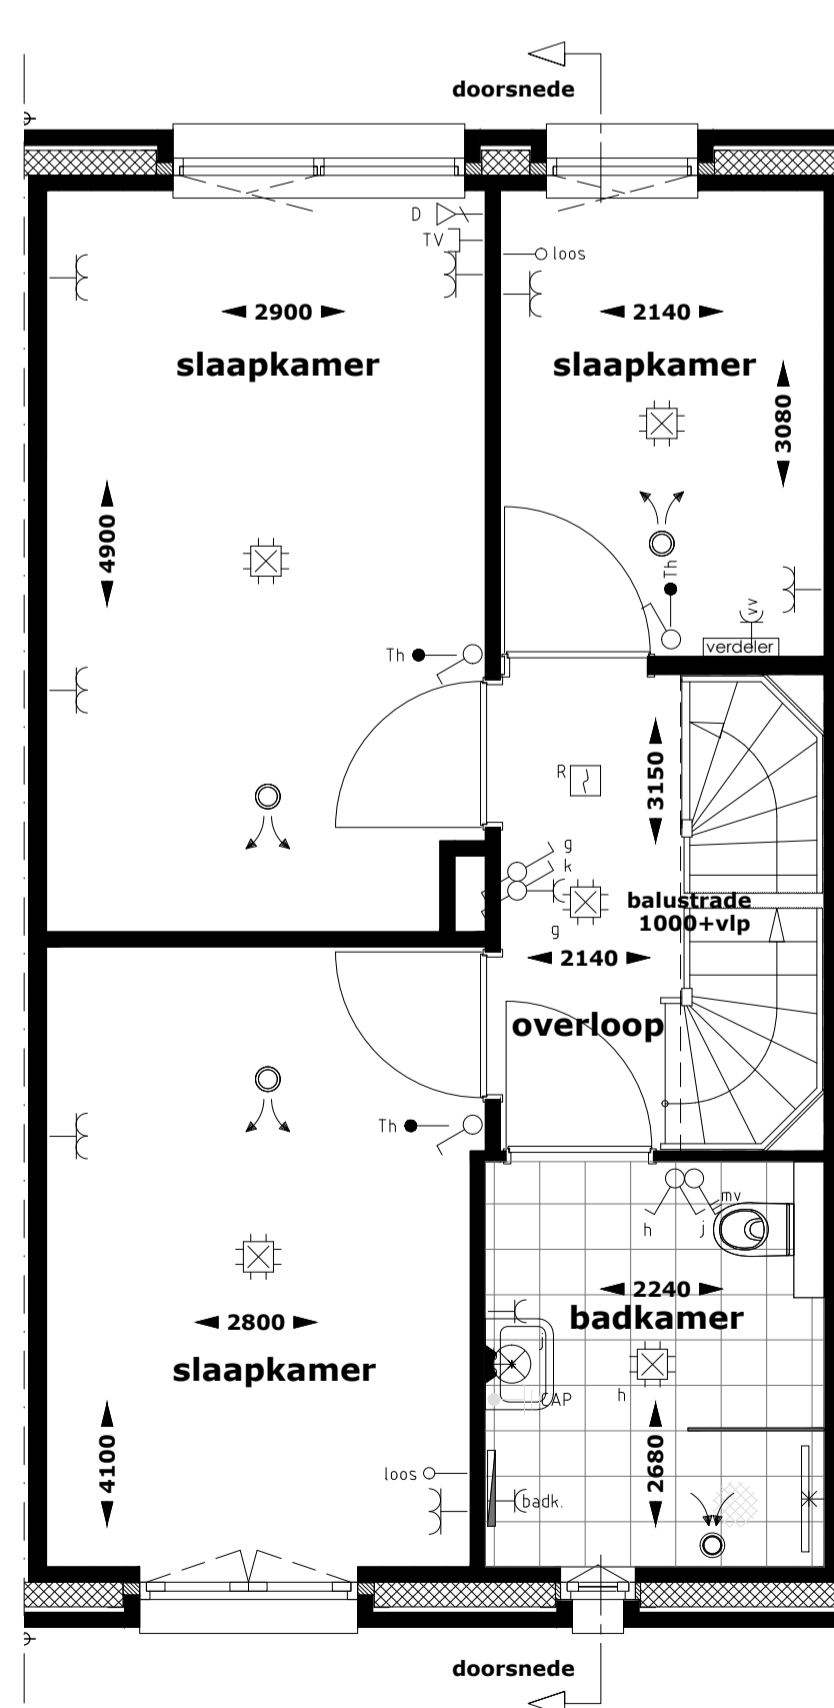 doorsnede
D
TV
loos
2900
2140
slaapkamer
slaapkamer
3080
4900
Th
vv
Th
verdeler
R
3150
g
k
balustrade
1000+vlp
g
2140
overloop
Th
mv
h
j
2240
badkamer
2800
j
slaapkamer
h
CAP
4100
2680
loos
badk.
doorsnede